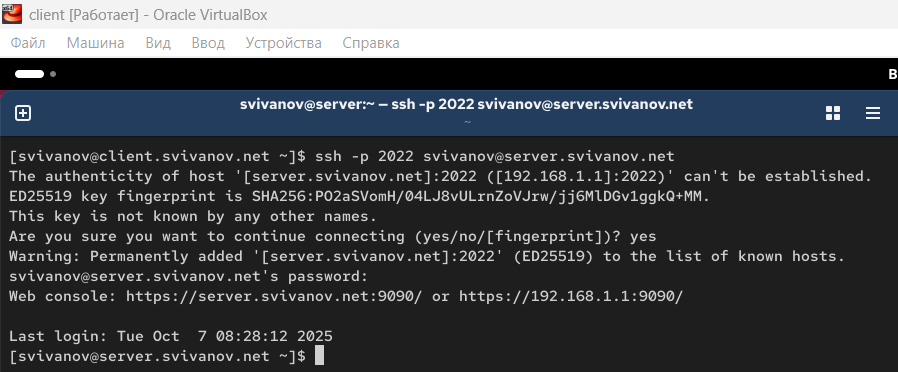 client [Работает] - Oracle VirtualBox
Файл Машина Вид Ввод Устройства Справка
В
svivanov@server:~ — ssh -p 2022 svivanov@server.svivanov.net
~
[svivanov@client.svivanov.net ~]$ ssh -p 2022 svivanov@server.svivanov.net
The authenticity of host '[server.svivanov.net]:2022 ([192.168.1.1]:2022)' can't be established.
ED25519 key fingerprint is SHA256:PO2aSVomH/04LJ8vULrnZoVJrw/jj6MlDGv1ggkQ+MM.
This key is not known by any other names.
Are you sure you want to continue connecting (yes/no/[fingerprint])? yes
Warning: Permanently added '[server.svivanov.net]:2022' (ED25519) to the list of known hosts.
svivanov@server.svivanov.net's password:
Web console: https://server.svivanov.net:9090/ or https://192.168.1.1:9090/
Last login: Tue Oct  7 08:28:12 2025
[svivanov@server.svivanov.net ~]$